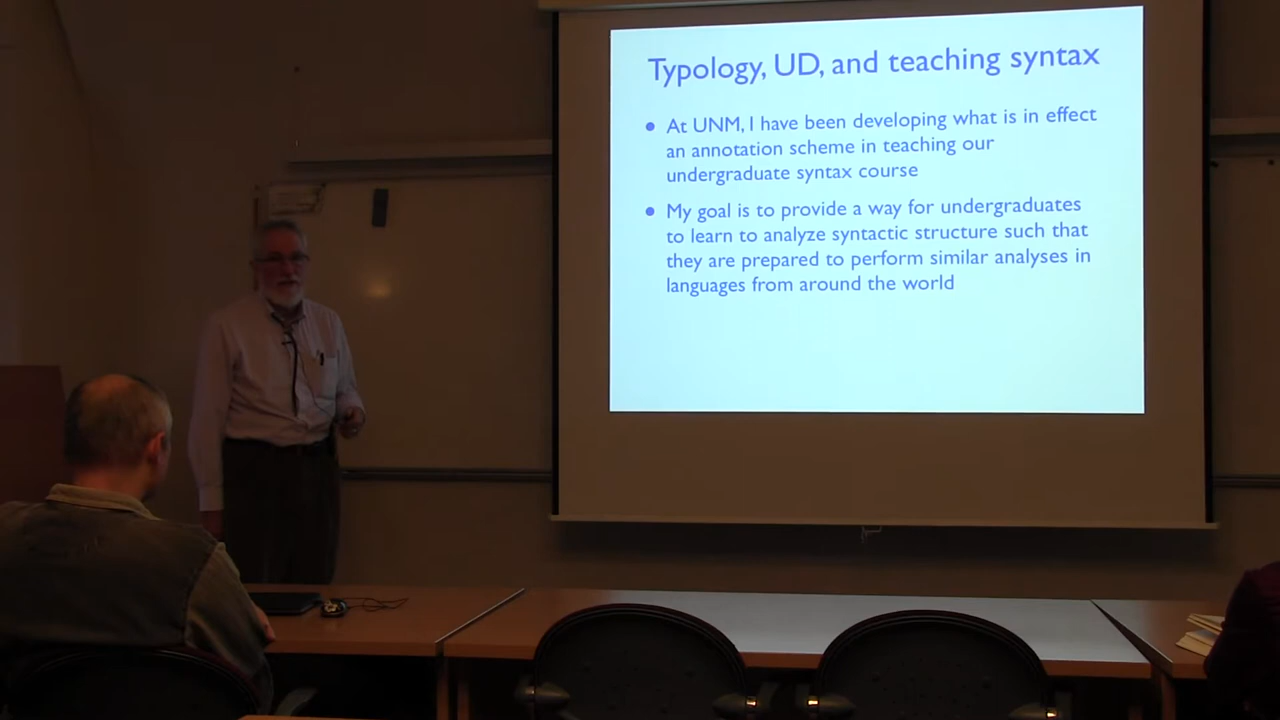 Typology, UD, and teaching syntax
• At UNM, I have been developing what is in effect
an annotation scheme in teaching our
undergraduate syntax course
• My goal is to provide a way for undergraduates
to learn to analyze syntactic structure such that
they are prepared to perform similar analyses in
languages from around the world